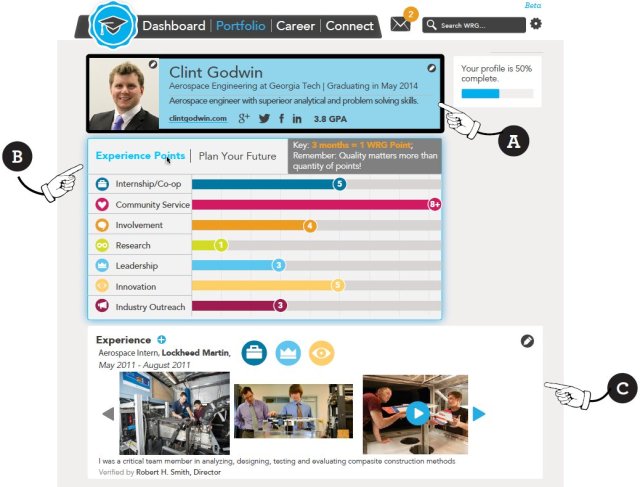 Beta
Dashboard | Portfolio | Career | Connect
2
Search WRG...
Clint Godwin
Aerospace Engineering at Georgia Tech | Graduating in May 2014
Aerospace engineer with superieor analytical and problem solving skills.
clintgodwin.com g+ f in 3.8 GPA
Your profile is 50%
complete.
A
B
Experience Points | Plan Your Future
Key: 3 months = 1 WRG Point;
Remember: Quality matters more than
quantity of points!
Internship/Co-op 5
Community Service 8+
Involvement 4
Research 1
Leadership 3
Innovation 5
Industry Outreach 3
Experience +
Aerospace Intern, Lockheed Martin,
May 2011 - August 2011
C
I was a critical team member in analyzing, designing, testing and evaluating composite construction methods
Verified by Robert H. Smith, Director